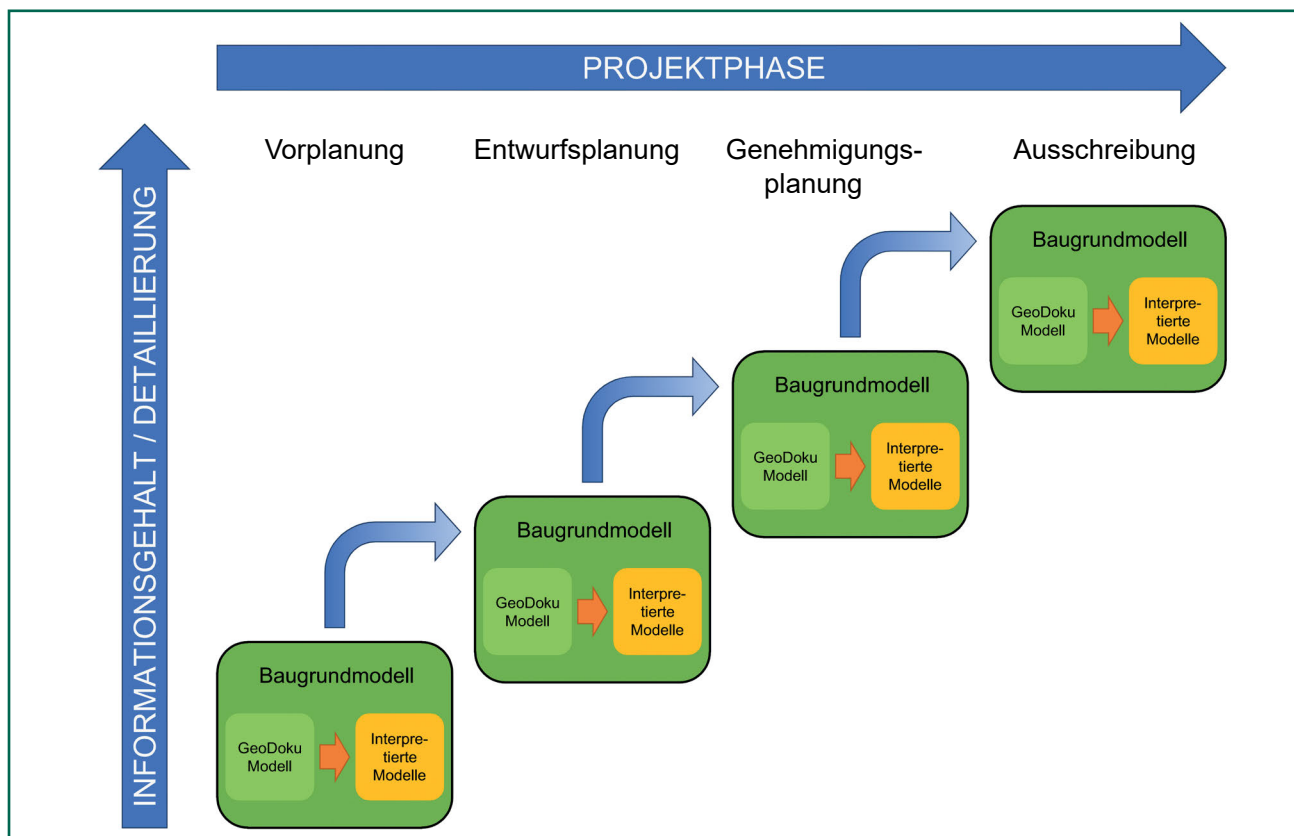 PROJEKTPHASE
INFORMATIONSGEHALT / DETAILLIERUNG
Vorplanung
Entwurfsplanung
Genehmigungs-
planung
Ausschreibung
Baugrundmodell
GeoDoku
Modell
Interpre-
tierte
Modelle
Baugrundmodell
GeoDoku
Modell
Interpre-
tierte
Modelle
Baugrundmodell
GeoDoku
Modell
Interpre-
tierte
Modelle
Baugrundmodell
GeoDoku
Modell
Interpre-
tierte
Modelle